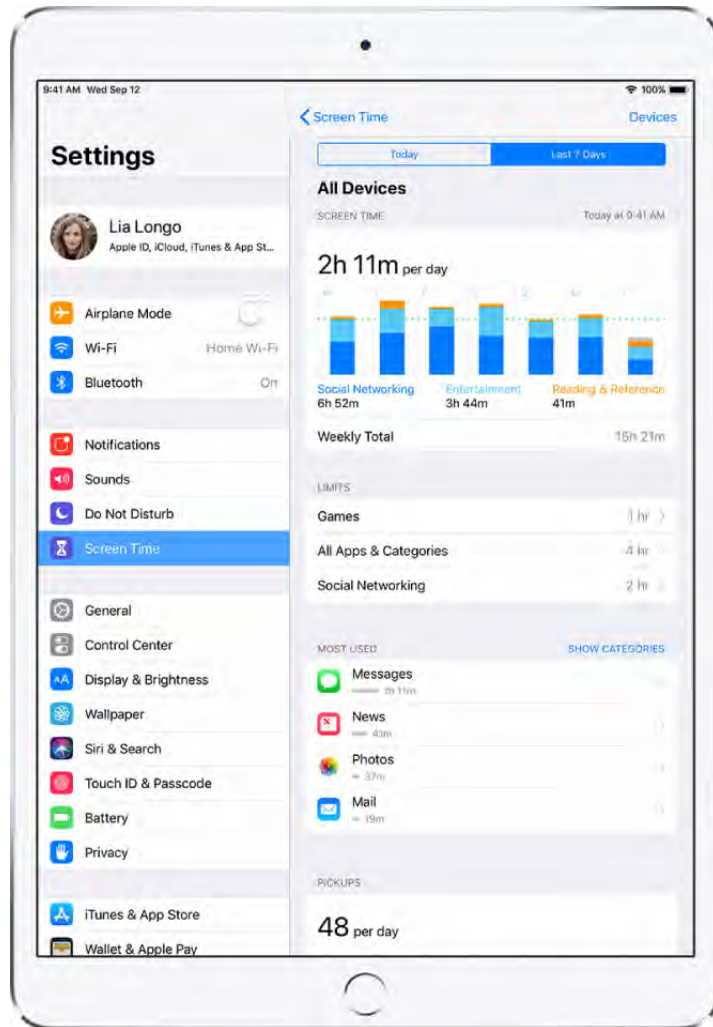 9:41 AM Wed Sep 12
100%
Settings
Lia Longo
Apple ID, iCloud, iTunes & App St...
Airplane Mode
Wi-Fi
Home Wi-Fi
Bluetooth
On
Notifications
Sounds
Do Not Disturb
Screen Time
General
Control Center
AA
Display & Brightness
Wallpaper
Siri & Search
Touch ID & Passcode
Battery
Privacy
iTunes & App Store
Wallet & Apple Pay
Screen Time
Devices
Today
Last 7 Days
All Devices
SCREEN TIME
Today at 9:41 AM
2h 11m per day
Social Networking
Entertainment
Reading & Reference
6h 52m
3h 44m
41m
Weekly Total
15h 21m
LIMITS
Games
1 hr
All Apps & Categories
4 hr
Social Networking
2 hr
MOST USED
SHOW CATEGORIES
Messages
News
41m
Photos
37m
Mail
19m
PICKUPS
48 per day